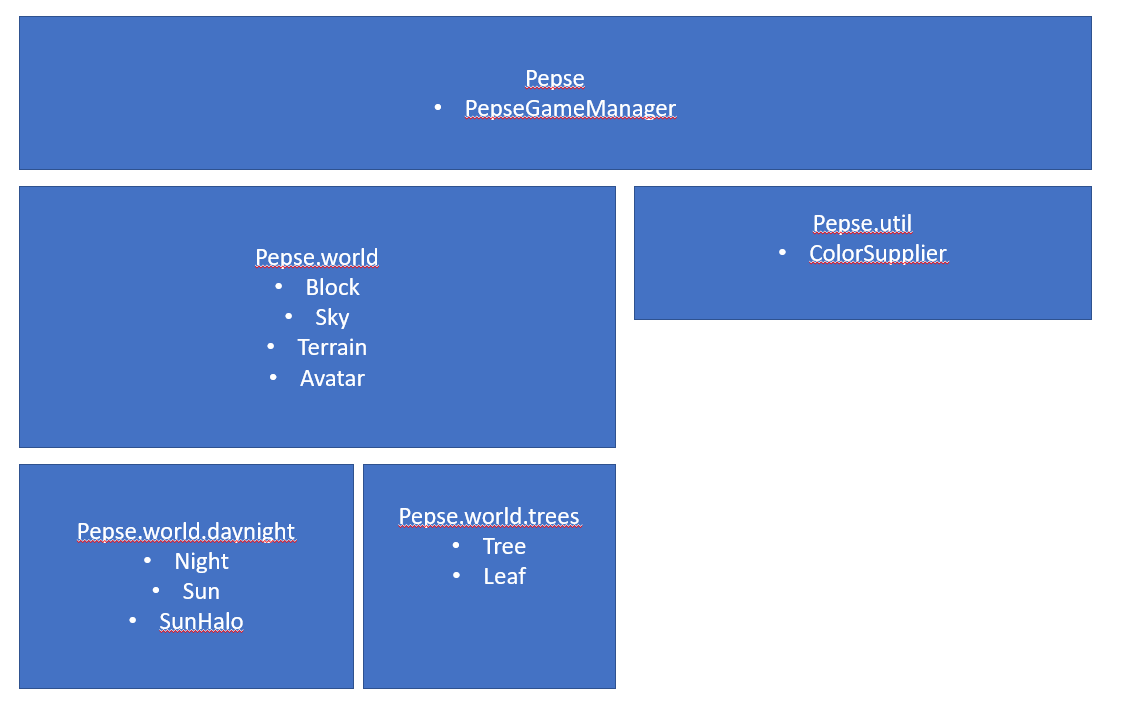 Pepse
• PepseGameManager
Pepse.world
• Block
• Sky
• Terrain
• Avatar
Pepse.util
• ColorSupplier
Pepse.world.daynight
• Night
• Sun
• SunHalo
Pepse.world.trees
• Tree
• Leaf